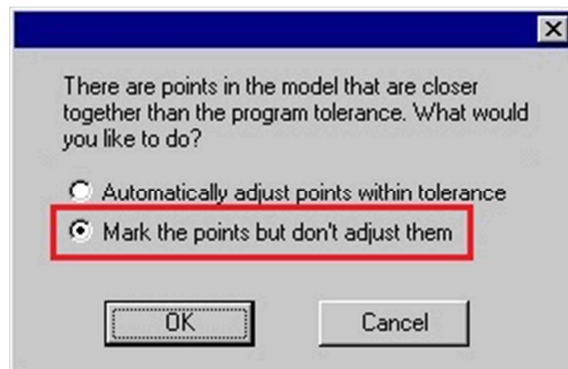 There are points in the model that are closer
together than the program tolerance. What would
you like to do?
Automatically adjust points within tolerance
Mark the points but don't adjust them
OK
Cancel